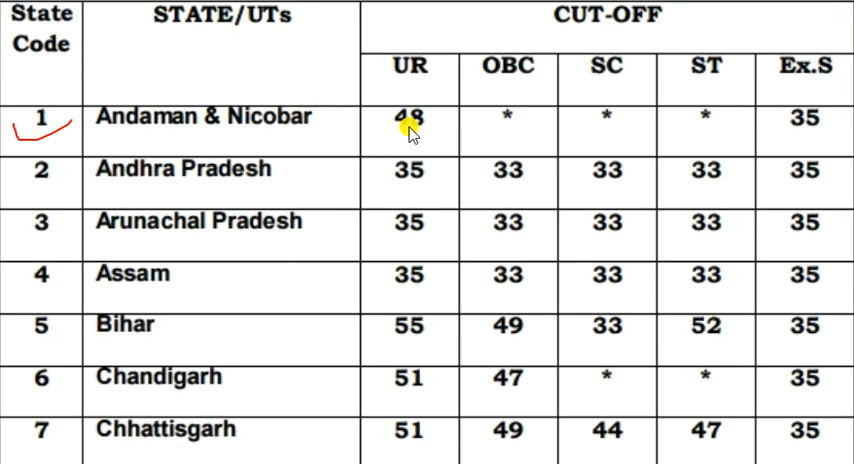 State Code STATE/UTs CUT-OFF
UR OBC SC ST Ex.S
1 Andaman & Nicobar 48 * * * 35
2 Andhra Pradesh 35 33 33 33 35
3 Arunachal Pradesh 35 33 33 33 35
4 Assam 35 33 33 33 35
5 Bihar 55 49 33 52 35
6 Chandigarh 51 47 * * 35
7 Chhattisgarh 51 49 44 47 35